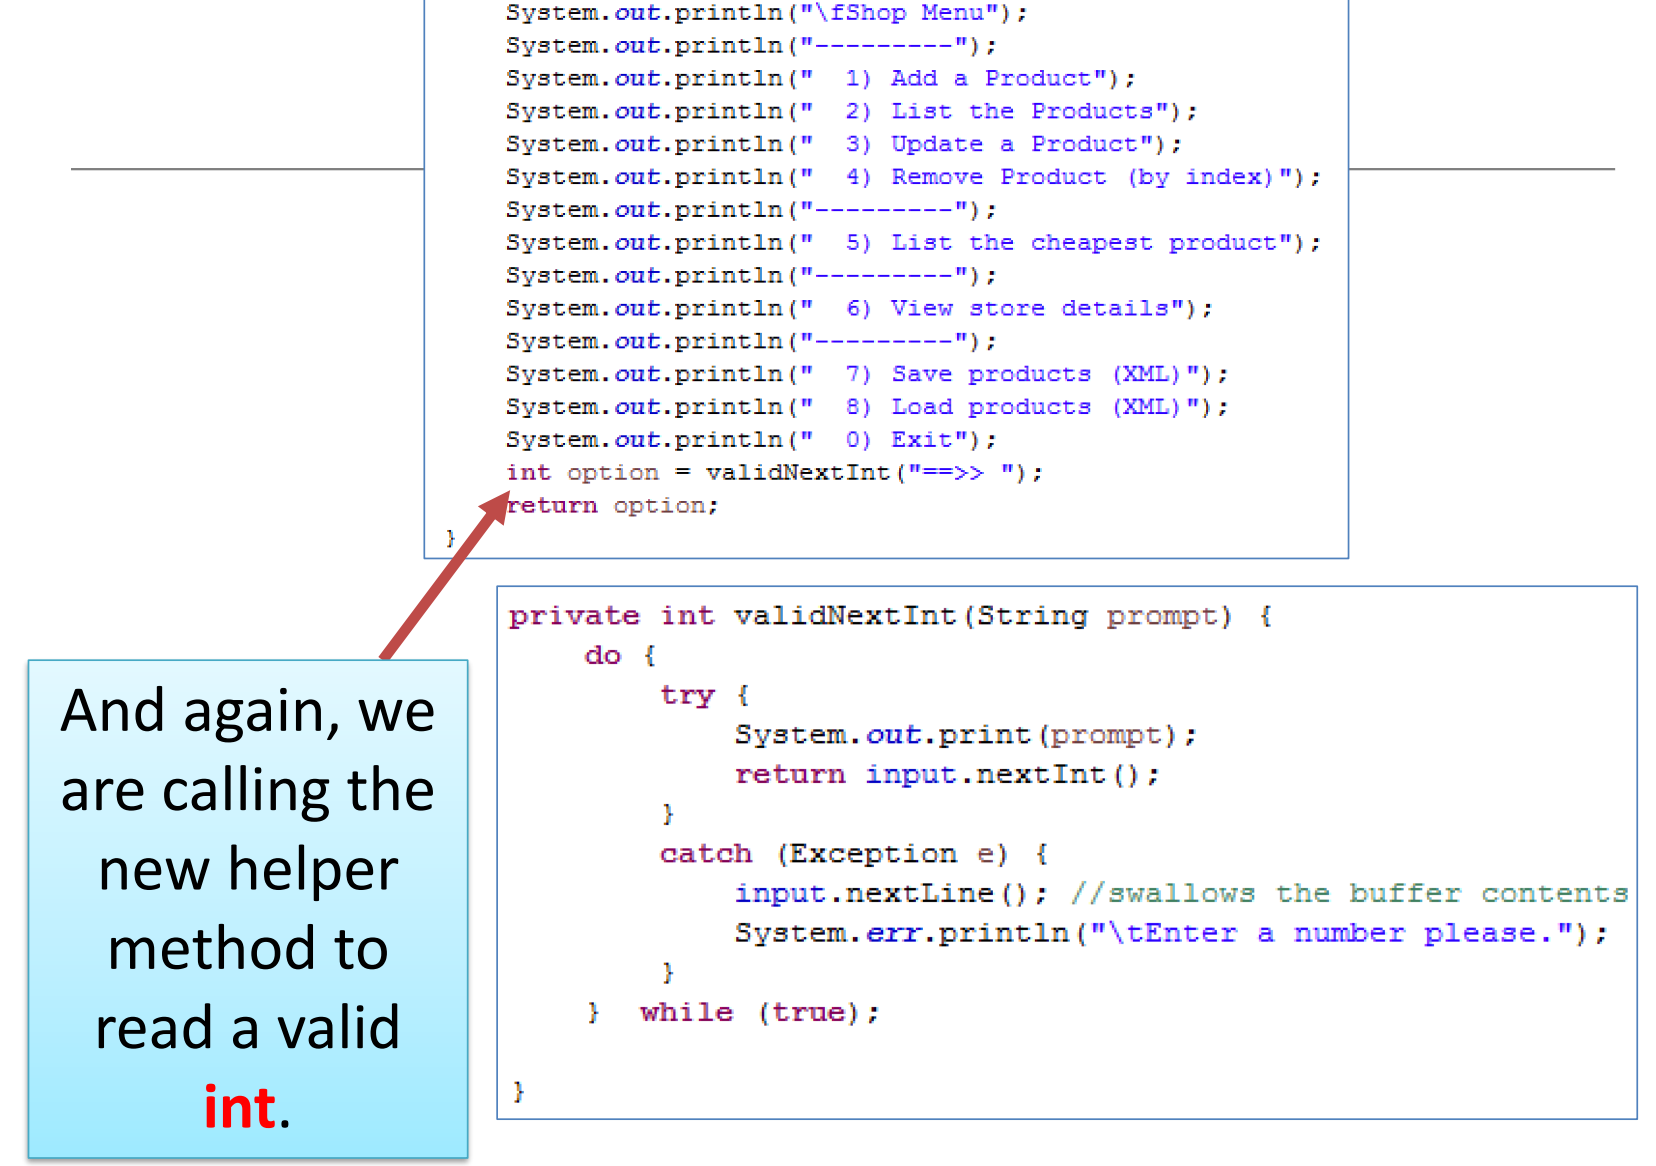 System.out.println("\fShop Menu");
System.out.println("---------");
System.out.println("  1) Add a Product");
System.out.println("  2) List the Products");
System.out.println("  3) Update a Product");
System.out.println("  4) Remove Product (by index)");
System.out.println("---------");
System.out.println("  5) List the cheapest product");
System.out.println("---------");
System.out.println("  6) View store details");
System.out.println("---------");
System.out.println("  7) Save products (XML)");
System.out.println("  8) Load products (XML)");
System.out.println("  0) Exit");
int option = validNextInt("==>> ");
return option;
}
private int validNextInt(String prompt) {
do {
try {
System.out.print(prompt);
return input.nextInt();
}
catch (Exception e) {
input.nextLine(); //swallows the buffer contents
System.err.println("\tEnter a number please.");
}
} while (true);
}
And again, we
are calling the
new helper
method to
read a valid
int.